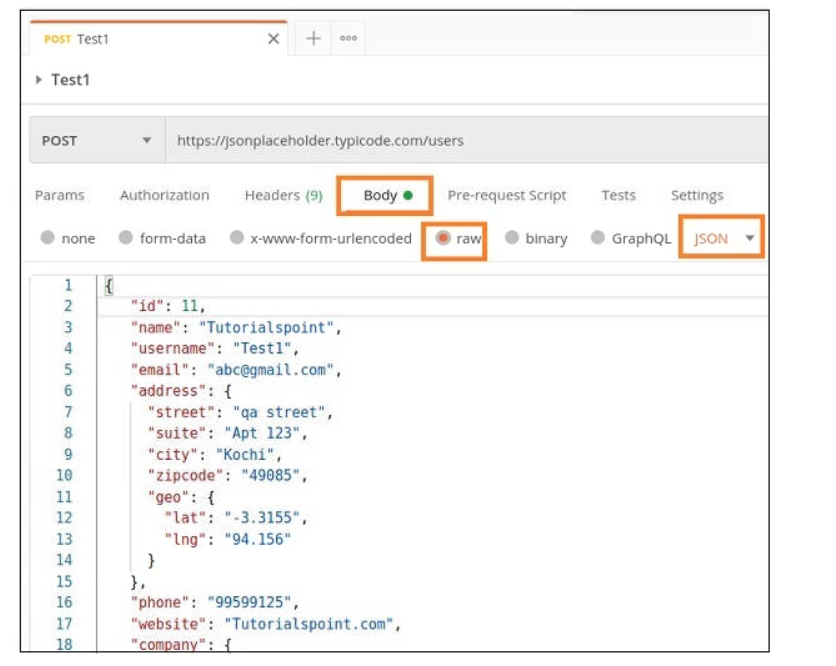 POST Test1
Test1
POST https://jsonplaceholder.typicode.com/users
Params Authorization Headers (9) Body Pre-request Script Tests Settings
none form-data x-www-form-urlencoded raw binary GraphQL JSON
1 {
2 "id": 11,
3 "name": "Tutorialspoint",
4 "username": "Test1",
5 "email": "abc@gmail.com",
6 "address": {
7 "street": "qa street",
8 "suite": "Apt 123",
9 "city": "Kochi",
10 "zipcode": "49085",
11 "geo": {
12 "lat": "-3.3155",
13 "lng": "94.156"
14 }
15 },
16 "phone": "99599125",
17 "website": "Tutorialspoint.com",
18 "company": {